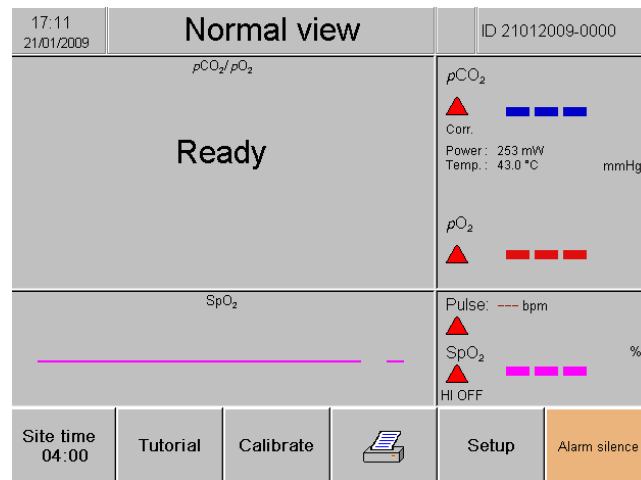 17:11
21/01/2009
Normal view
ID 21012009-0000
pCO₂/ pO₂
Ready
pCO₂
Corr.
Power : 253 mW
Temp. : 43.0 °C
mmHg
pO₂
SpO₂
Pulse: --- bpm
SpO₂
%
HI OFF
Site time
04:00
Tutorial
Calibrate
Setup
Alarm silence